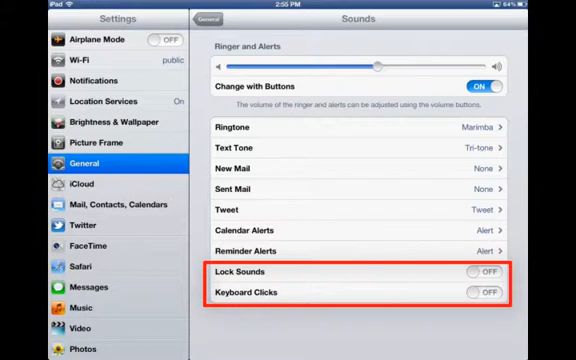 iPad
2:55 PM
64%
Settings
General
Sounds
Airplane Mode
OFF
Wi-Fi
public
Notifications
Location Services
On
Brightness & Wallpaper
Picture Frame
General
iCloud
Mail, Contacts, Calendars
Twitter
FaceTime
Safari
Messages
Music
Video
Photos
Ringer and Alerts
Change with Buttons
ON
The volume of the ringer and alerts can be adjusted using the volume buttons.
Ringtone
Marimba
Text Tone
Tri-tone
New Mail
None
Sent Mail
None
Tweet
Tweet
Calendar Alerts
Alert
Reminder Alerts
Alert
Lock Sounds
OFF
Keyboard Clicks
OFF